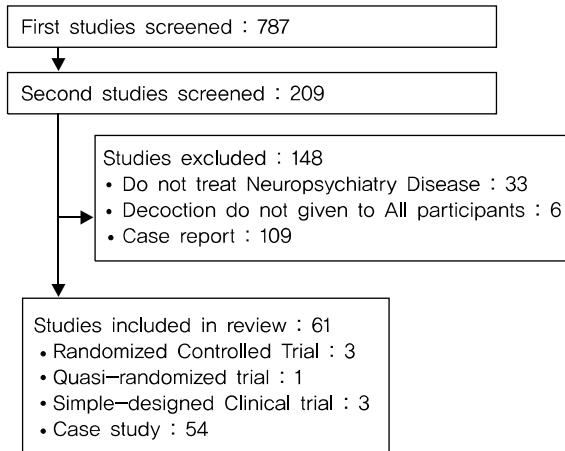 First studies screened : 787
Second studies screened : 209
Studies excluded : 148
• Do not treat Neuropsychiatry Disease : 33
• Decoction do not given to All participants : 6
• Case report : 109
Studies included in review : 61
• Randomized Controlled Trial : 3
• Quasi-randomized trial : 1
• Simple-designed Clinical trial : 3
• Case study : 54